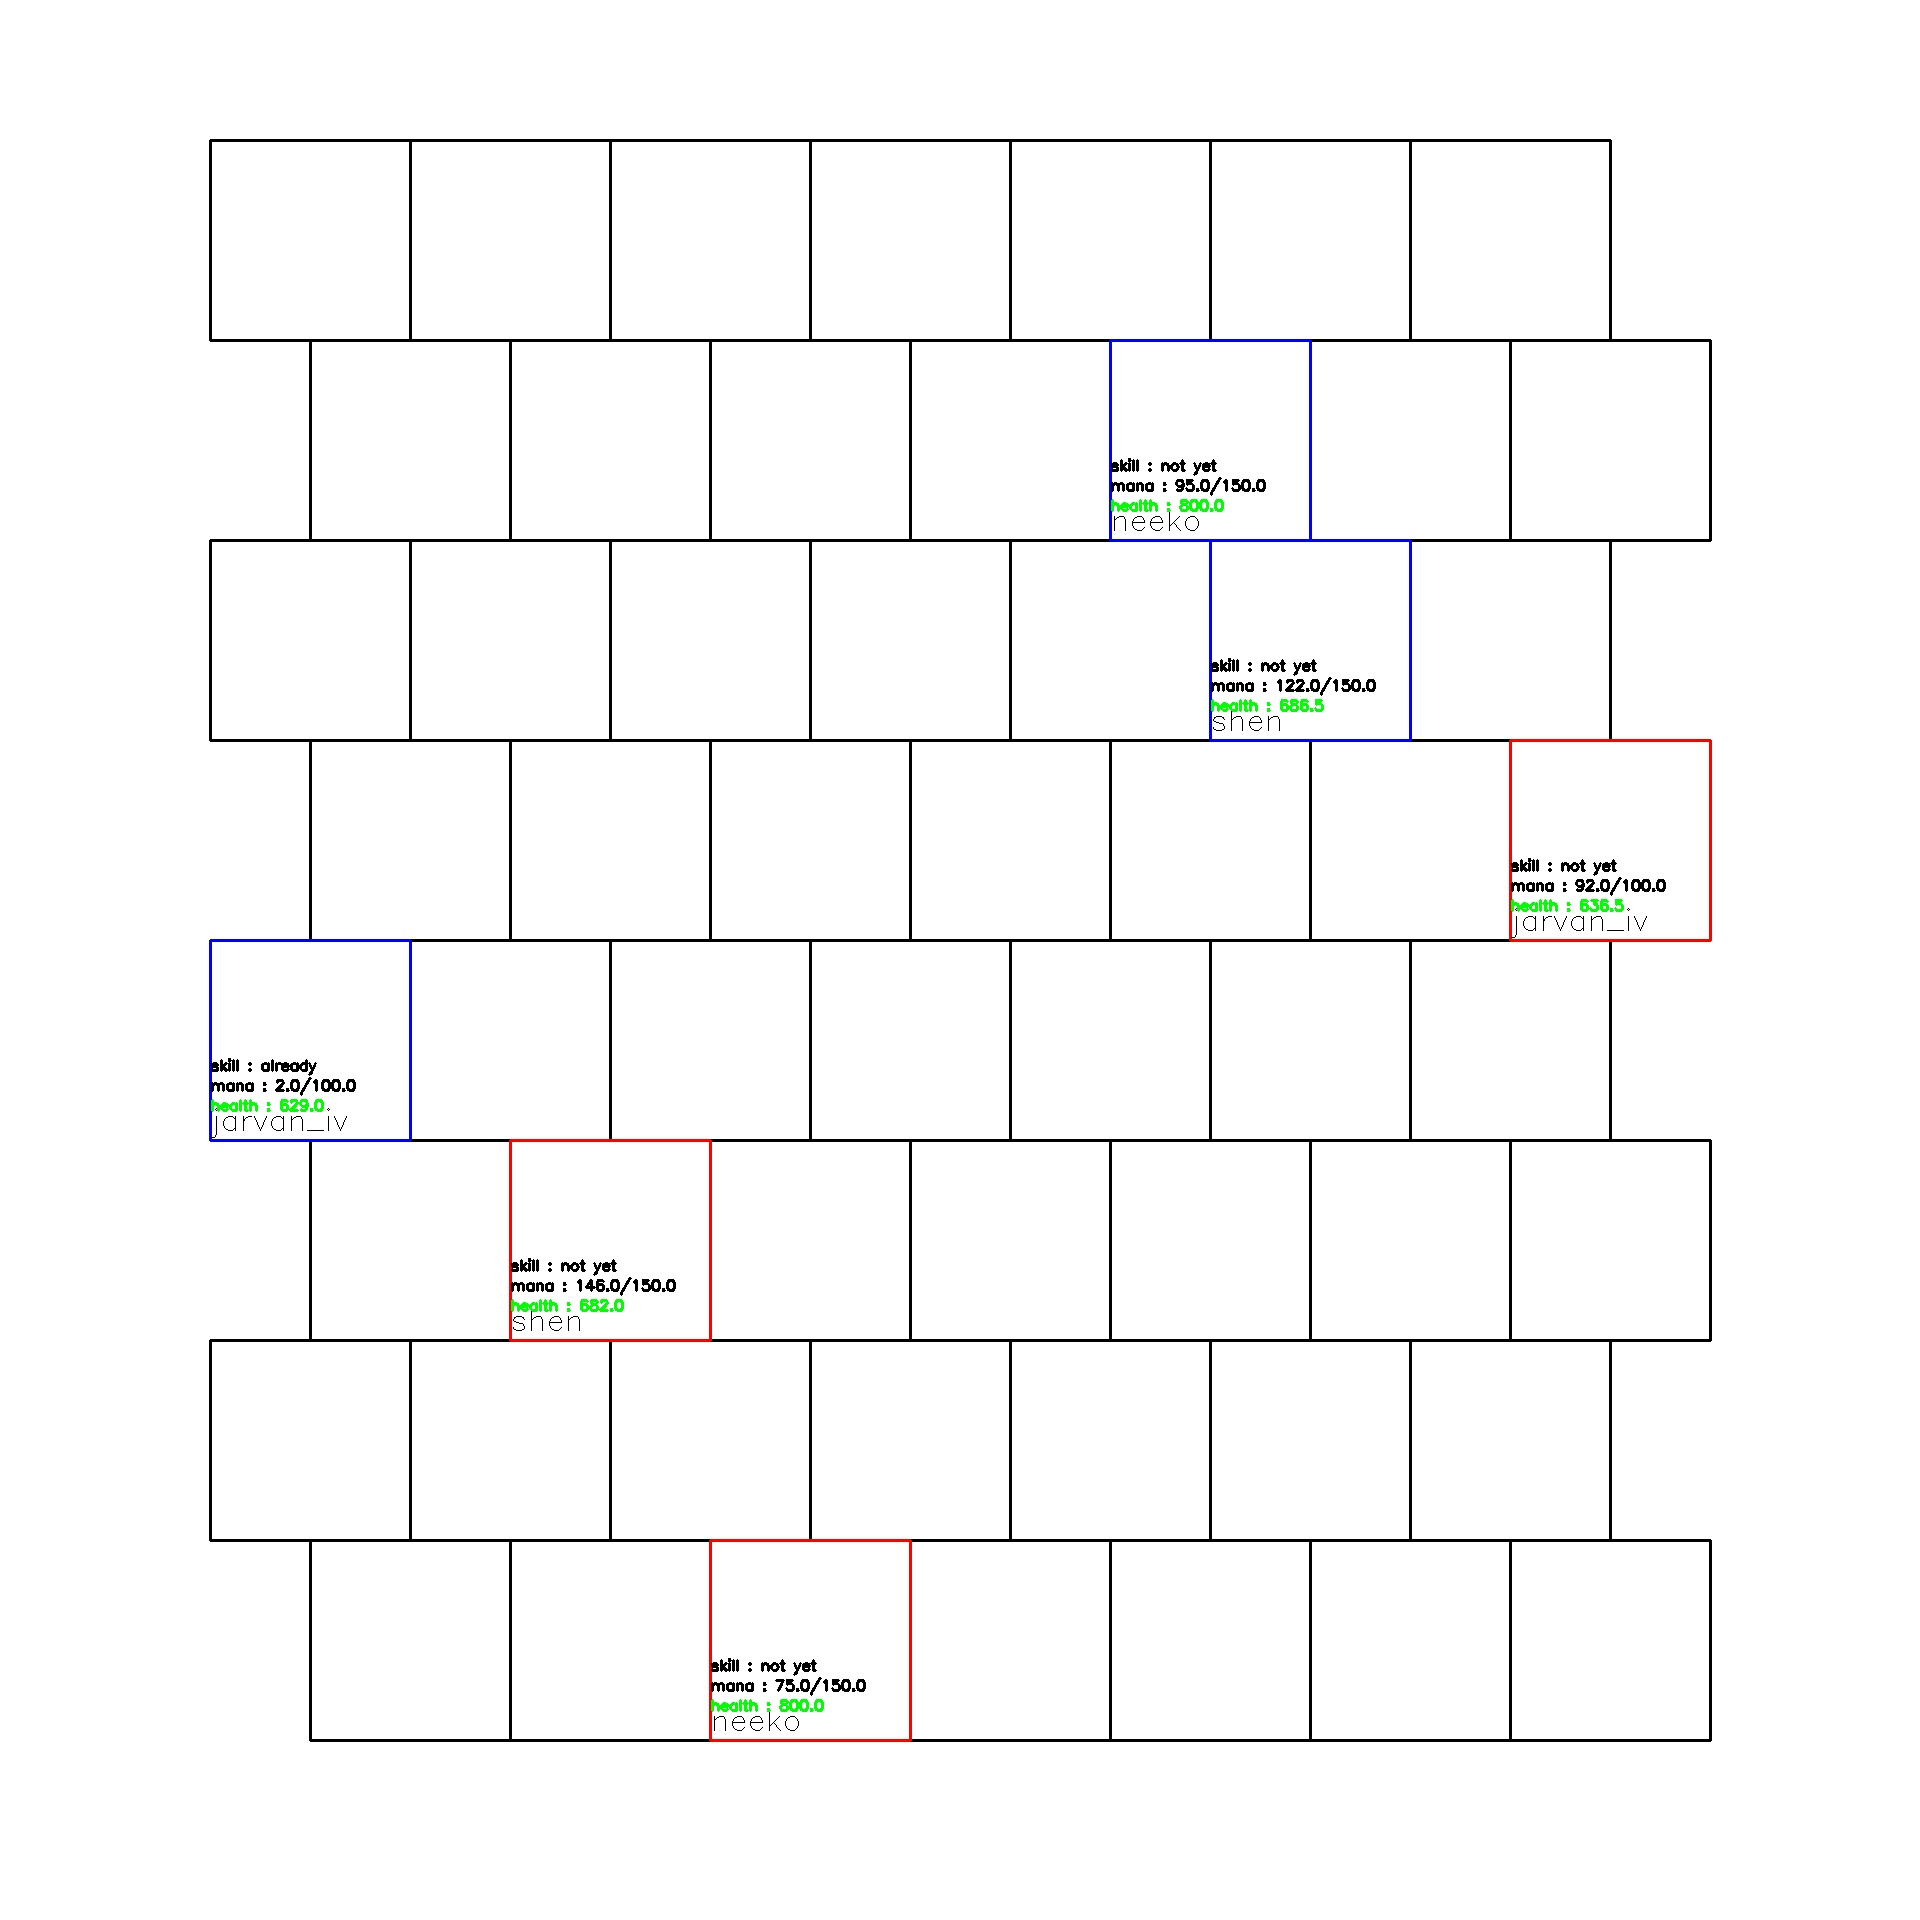 skill : not yet
mana : 95.0/150.0
health : 800.0
neeko
skill : not yet
mana : 122.0/150.0
health : 686.5
shen
skill : not yet
mana : 92.0/100.0
health : 636.5
jarvan_iv
skill : already
mana : 2.0/100.0
health : 629.0
jarvan_iv
skill : not yet
mana : 146.0/150.0
health : 682.0
shen
skill : not yet
mana : 75.0/150.0
health : 800.0
neeko